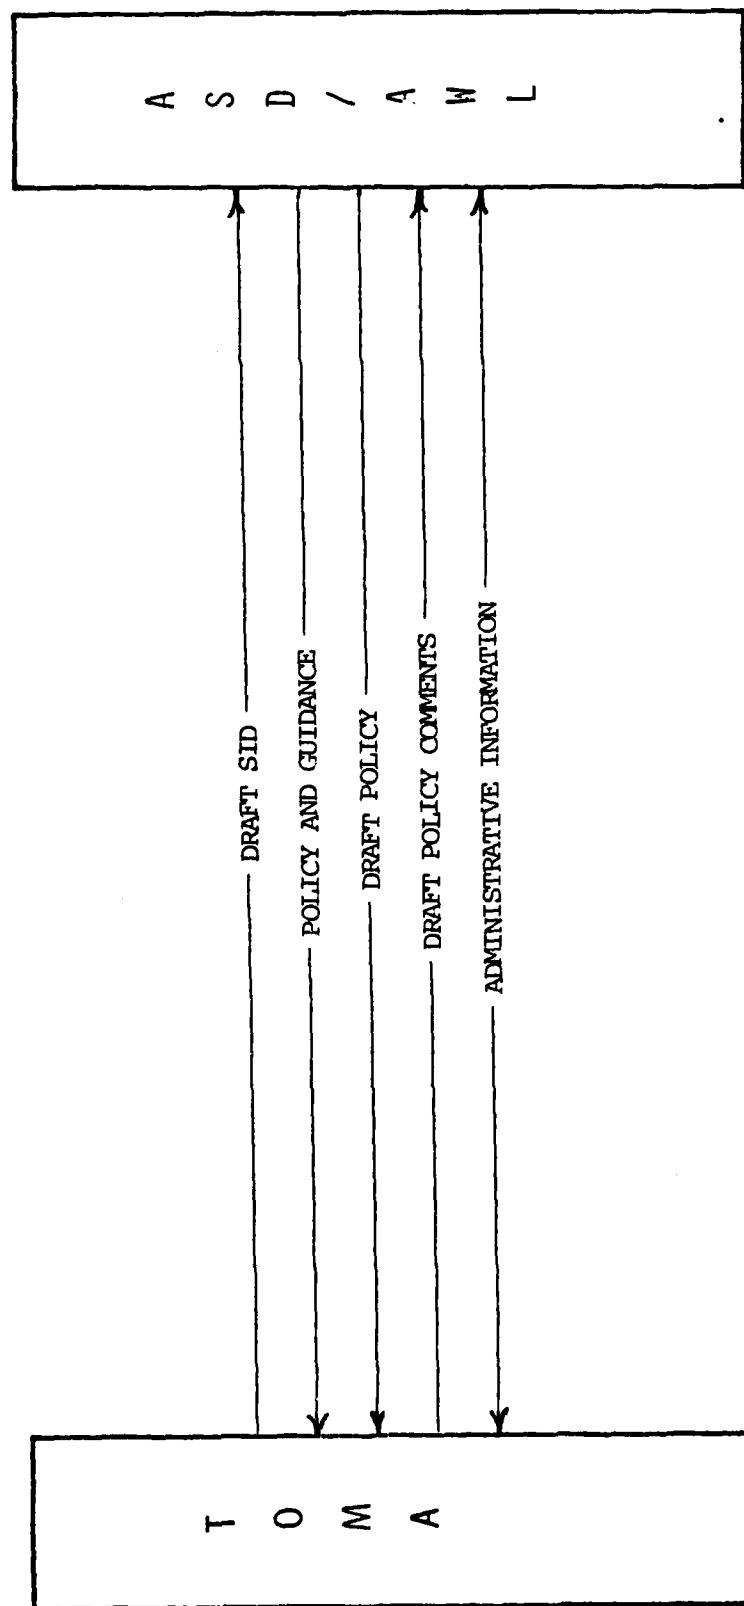 TOMA
DRAFT SID
POLICY AND GUIDANCE
DRAFT POLICY
DRAFT POLICY COMMENTS
ADMINISTRATIVE INFORMATION
ASD/AWL